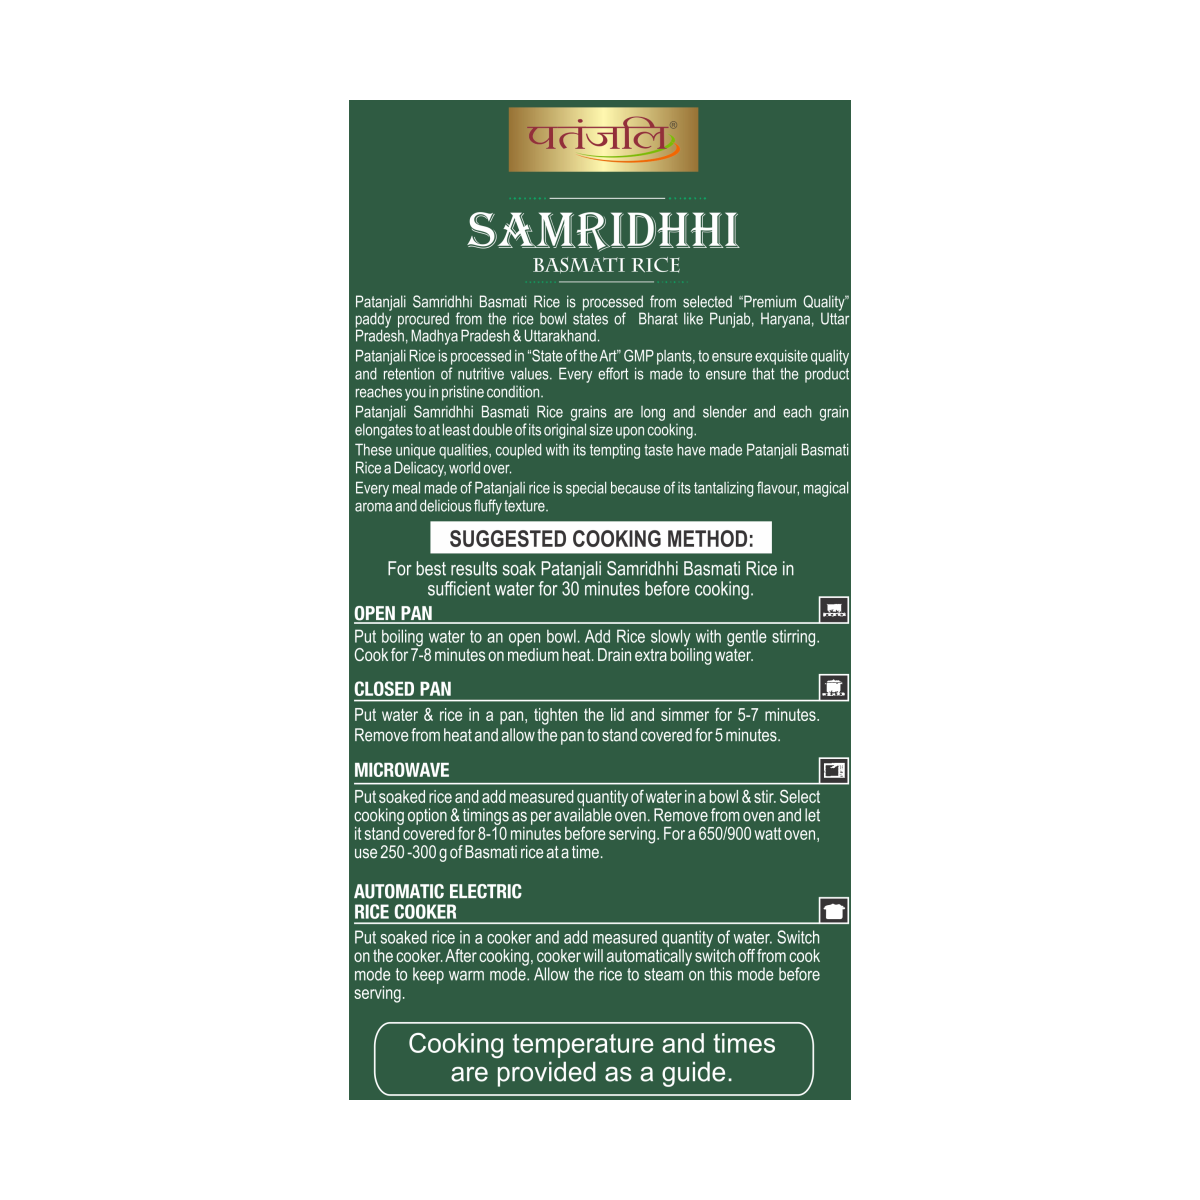 पतंजलि®
SAMRIDHHI
BASMATI RICE
Patanjali Samridhhi Basmati Rice is processed from selected “Premium Quality”
paddy procured from the rice bowl states of Bharat like Punjab, Haryana, Uttar
Pradesh, Madhya Pradesh & Uttarakhand.
Patanjali Rice is processed in “State of the Art” GMP plants, to ensure exquisite quality
and retention of nutritive values. Every effort is made to ensure that the product
reaches you in pristine condition.
Patanjali Samridhhi Basmati Rice grains are long and slender and each grain
elongates to at least double of its original size upon cooking.
These unique qualities, coupled with its tempting taste have made Patanjali Basmati
Rice a Delicacy, world over.
Every meal made of Patanjali rice is special because of its tantalizing flavour, magical
aroma and delicious fluffy texture.
SUGGESTED COOKING METHOD:
For best results soak Patanjali Samridhhi Basmati Rice in
sufficient water for 30 minutes before cooking.
OPEN PAN
Put boiling water to an open bowl. Add Rice slowly with gentle stirring.
Cook for 7-8 minutes on medium heat. Drain extra boiling water.
CLOSED PAN
Put water & rice in a pan, tighten the lid and simmer for 5-7 minutes.
Remove from heat and allow the pan to stand covered for 5 minutes.
MICROWAVE
Put soaked rice and add measured quantity of water in a bowl & stir. Select
cooking option & timings as per available oven. Remove from oven and let
it stand covered for 8-10 minutes before serving. For a 650/900 watt oven,
use 250 -300 g of Basmati rice at a time.
AUTOMATIC ELECTRIC
RICE COOKER
Put soaked rice in a cooker and add measured quantity of water. Switch
on the cooker. After cooking, cooker will automatically switch off from cook
mode to keep warm mode. Allow the rice to steam on this mode before
serving.
Cooking temperature and times
are provided as a guide.